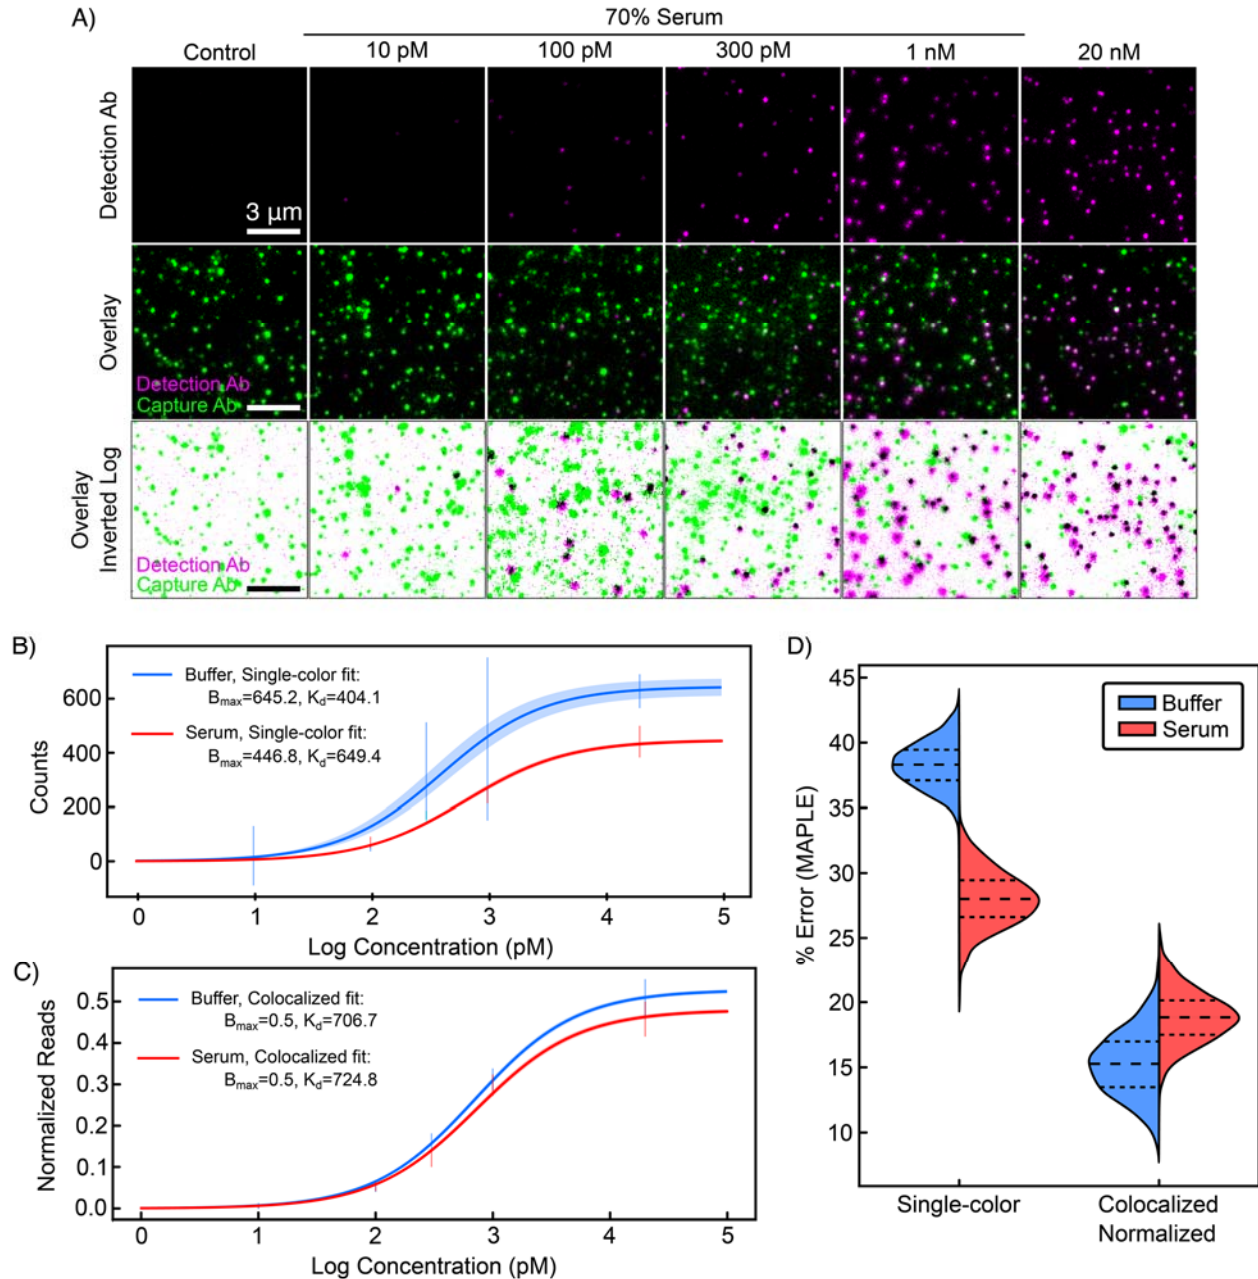 A)
70% Serum
Control 10 pM 100 pM 300 pM 1 nM 20 nM
Detection Ab
3 μm
Overlay
Detection Ab
Capture Ab
Overlay
Inverted Log
Detection Ab
Capture Ab
B)
Buffer, Single-color fit:
Bmax=645.2, Kd=404.1
Serum, Single-color fit:
Bmax=446.8, Kd=649.4
Counts
600
400
200
0
0 1 2 3 4 5
Log Concentration (pM)
C)
Buffer, Colocalized fit:
Bmax=0.5, Kd=706.7
Serum, Colocalized fit:
Bmax=0.5, Kd=724.8
Normalized Reads
0.5
0.4
0.3
0.2
0.1
0.0
0 1 2 3 4 5
Log Concentration (pM)
D)
Buffer
Serum
% Error (MAPLE)
45
40
35
30
25
20
15
10
Single-color Colocalized
Normalized